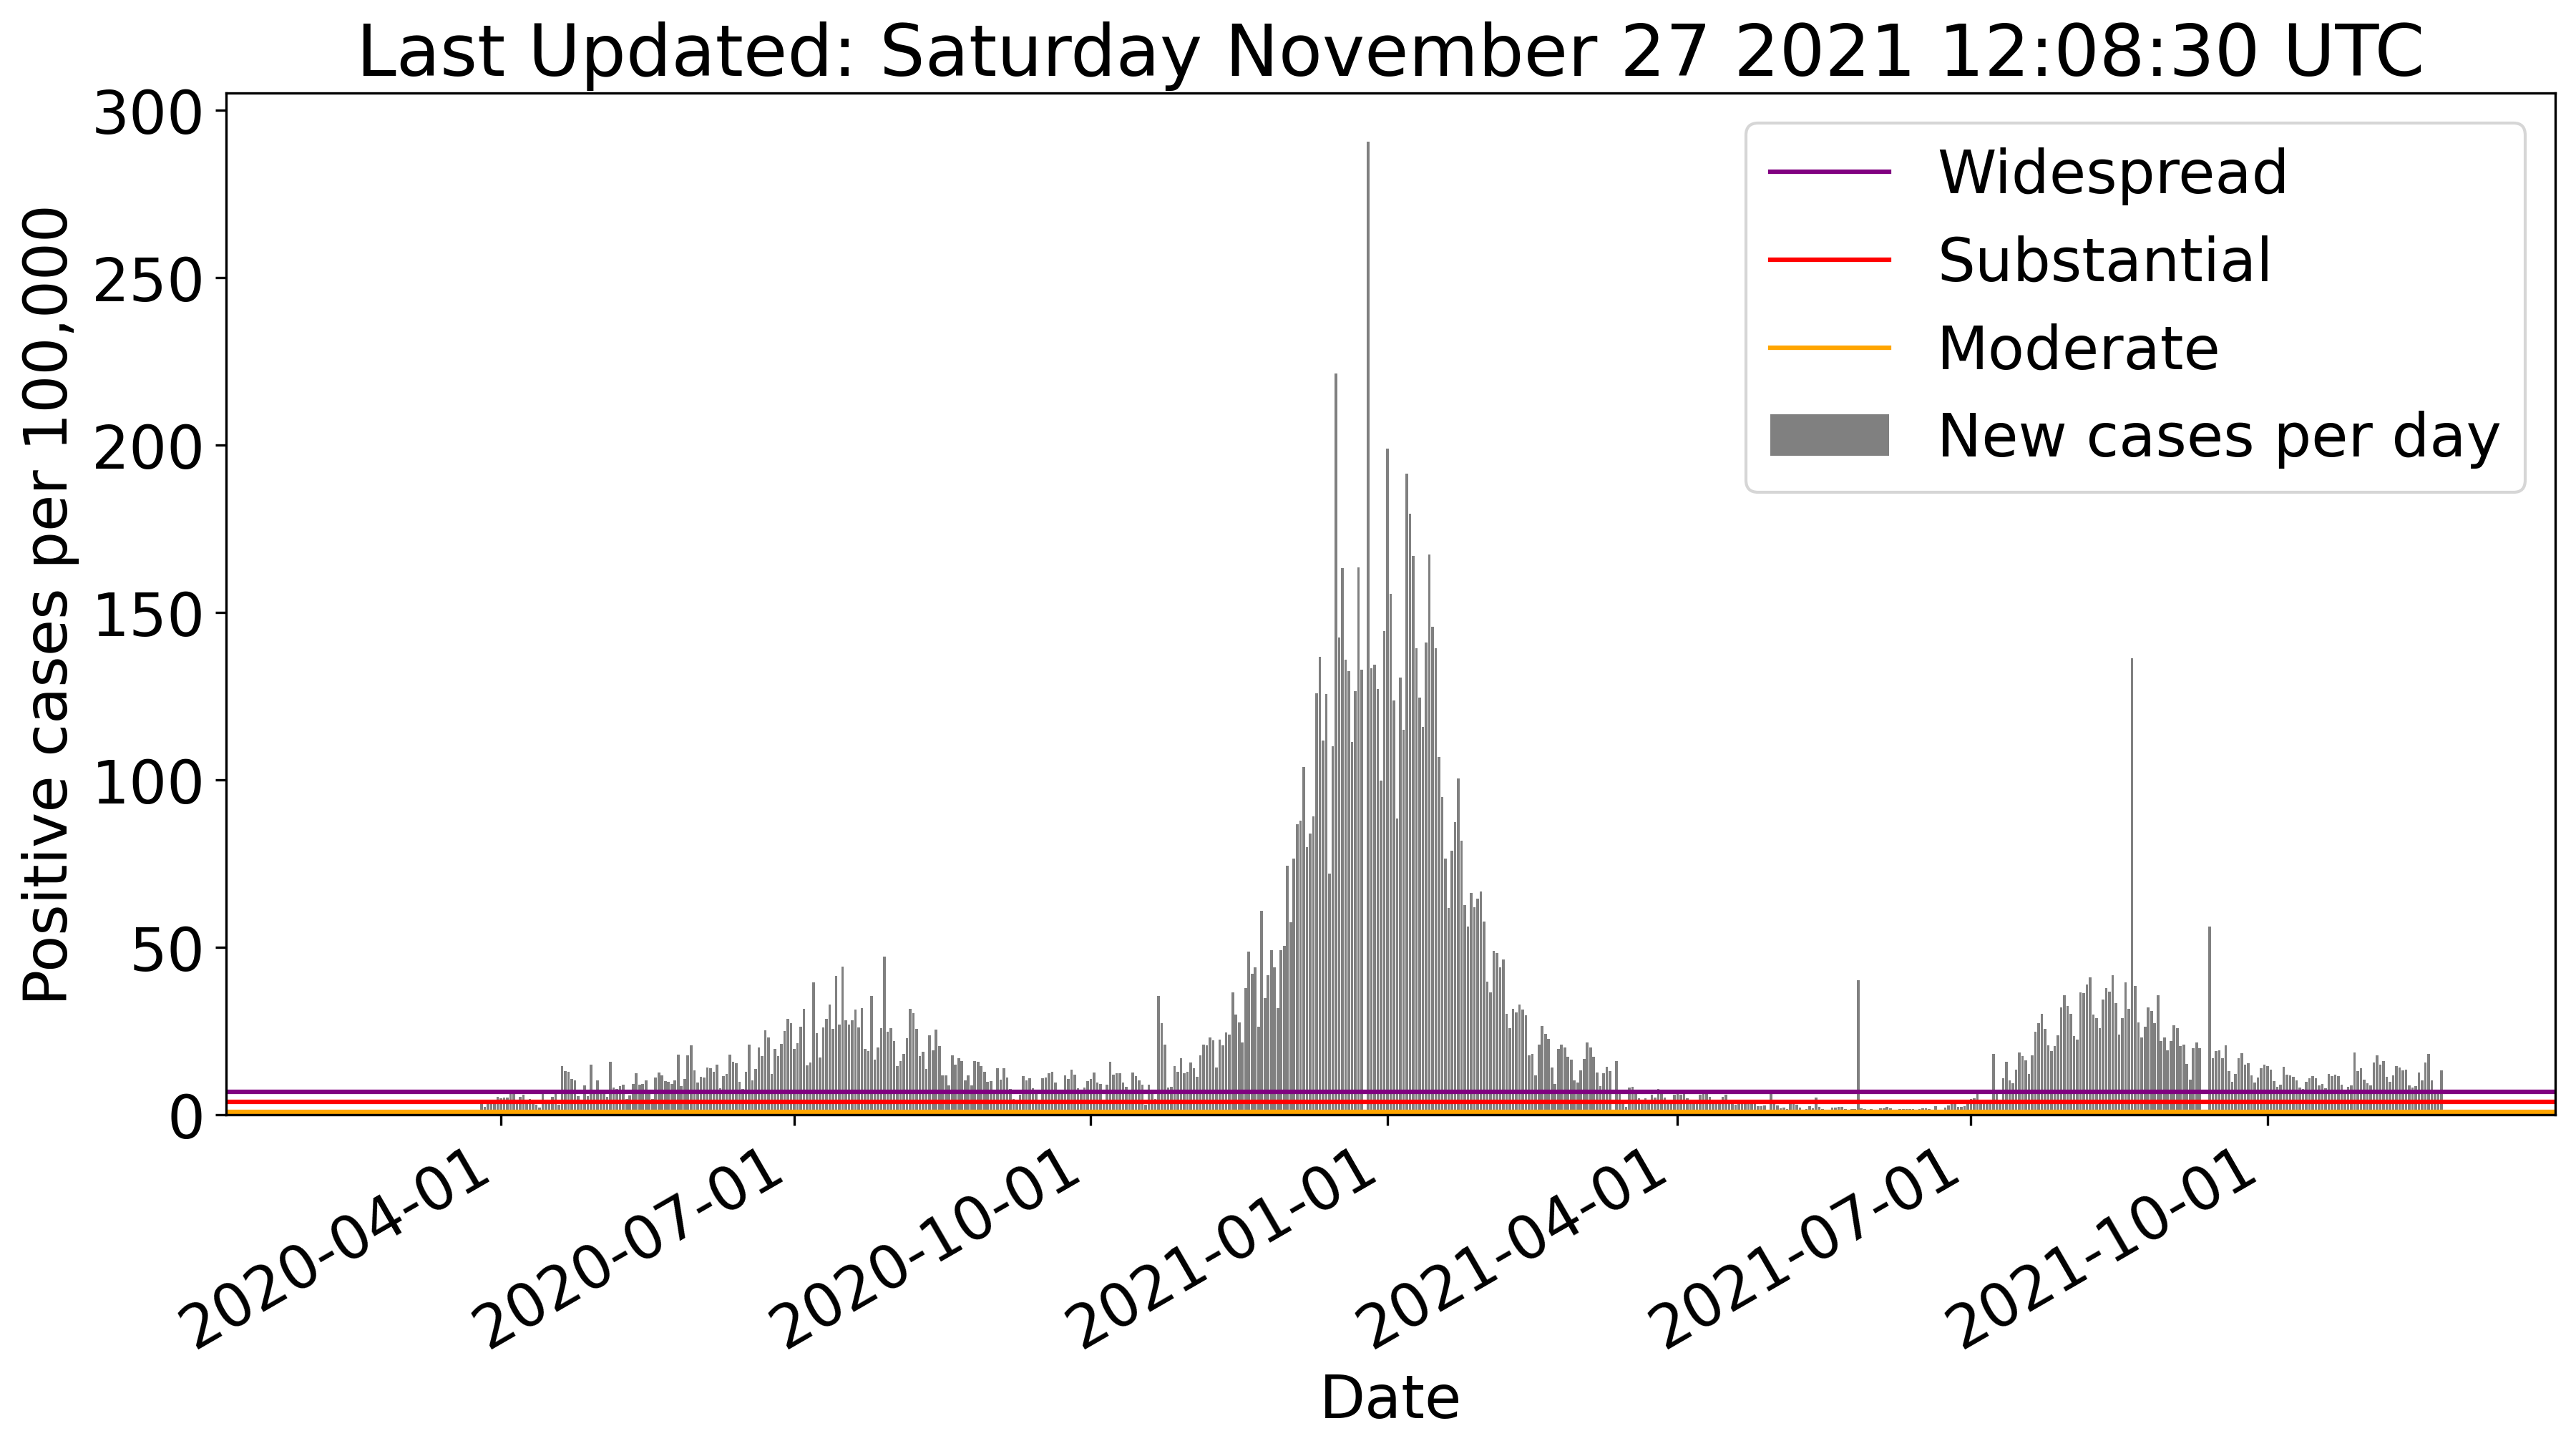 Last Updated: Saturday November 27 2021 12:08:30 UTC
300
250
200
150
100
50
0
Positive cases per 100,000
Widespread
Substantial
Moderate
New cases per day
2020-04-01
2020-07-01
2020-10-01
2021-01-01
2021-04-01
2021-07-01
2021-10-01
Date